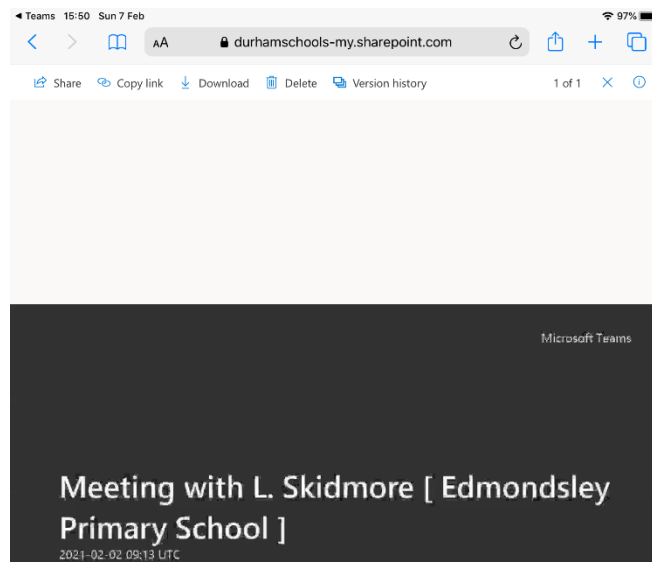 Teams 15:50 Sun 7 Feb 97%
AA durhamschools-my.sharepoint.com
Share Copy link Download Delete Version history 1 of 1
Microsoft Teams
Meeting with L. Skidmore [ Edmondsley
Primary School ]
2021-02-02 09:13 UTC